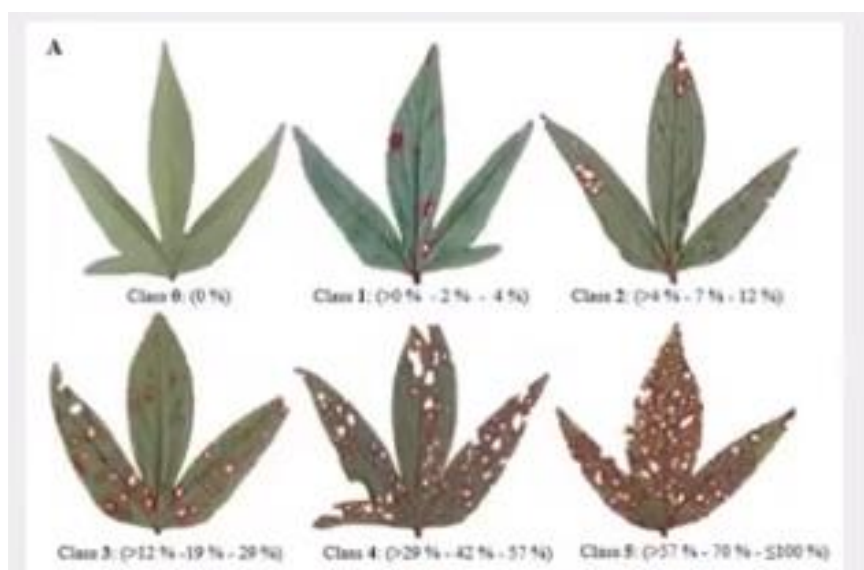 A
Class 0: (0 %)
Class 1: (>0 % - 2 % - 4 %)
Class 2: (>4 % - 7 % - 12 %)
Class 3: (>12 % -19 % - 29 %)
Class 4: (>29 % - 42 % - 57 %)
Class 5: (>57 % - 70 % - ≤100 %)